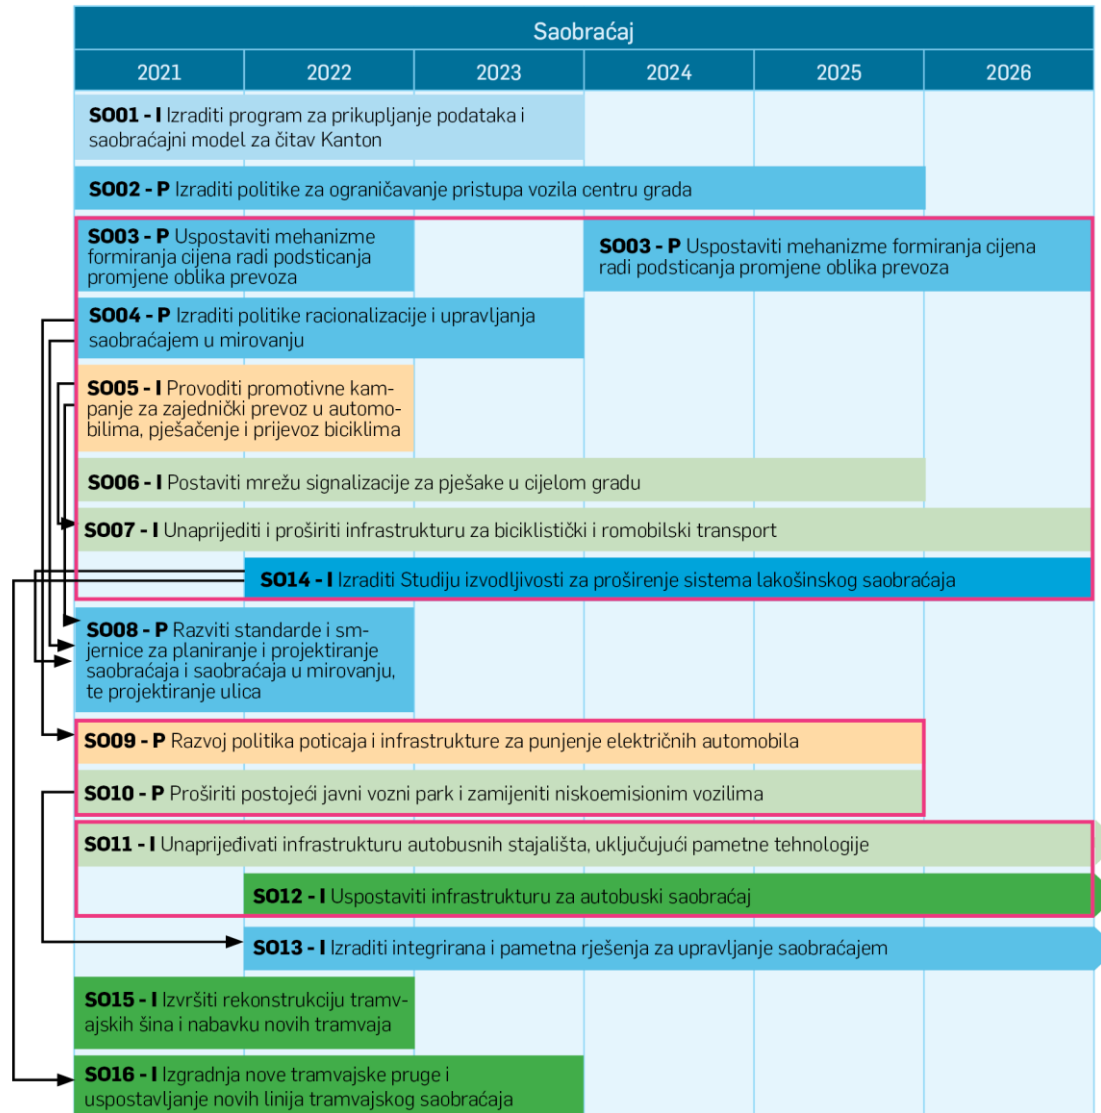 Saobraćaj
2021 2022 2023 2024 2025 2026
SO01 - I Izraditi program za prikupljanje podataka i
saobraćajni model za čitav Kanton
SO02 - P Izraditi politike za ograničavanje pristupa vozila centru grada
SO03 - P Uspostaviti mehanizme
formiranja cijena radi podsticanja
promjene oblika prevoza
SO03 - P Uspostaviti mehanizme formiranja cijena
radi podsticanja promjene oblika prevoza
SO04 - P Izraditi politike racionalizacije i upravljanja
saobraćajem u mirovanju
SO05 - I Provoditi promotivne kam-
panje za zajednički prevoz u automo-
bilima, pješačenje i prijevoz biciklima
SO06 - I Postaviti mrežu signalizacije za pješake u cijelom gradu
SO07 - I Unaprijediti i proširiti infrastrukturu za biciklistički i romobilski transport
SO14 - I Izraditi Studiju izvodljivosti za proširenje sistema lakošinskog saobraćaja
SO08 - P Razviti standarde i smj-
jernice za planiranje i projektiranje
saobraćaja i saobraćaja u mirovanju,
te projektiranje ulica
SO09 - P Razvoj politika poticaja i infrastrukture za punjenje električnih automobila
SO10 - P Proširiti postojeći javni vozni park i zamijeniti niskoemisionim vozilima
SO11 - I Unaprijeđivati infrastrukturu autobusnih stajališta, uključujući pametne tehnologije
SO12 - I Uspostaviti infrastrukturu za autobuski saobraćaj
SO13 - I Izraditi integrirana i pametna rješenja za upravljanje saobraćajem
SO15 - I Izvršiti rekonstrukciju tramv-
ajskih šina i nabavku novih tramvaja
SO16 - I Izgradnja nove tramvajske pruge i
uspostavljanje novih linija tramvajskog saobraćaja